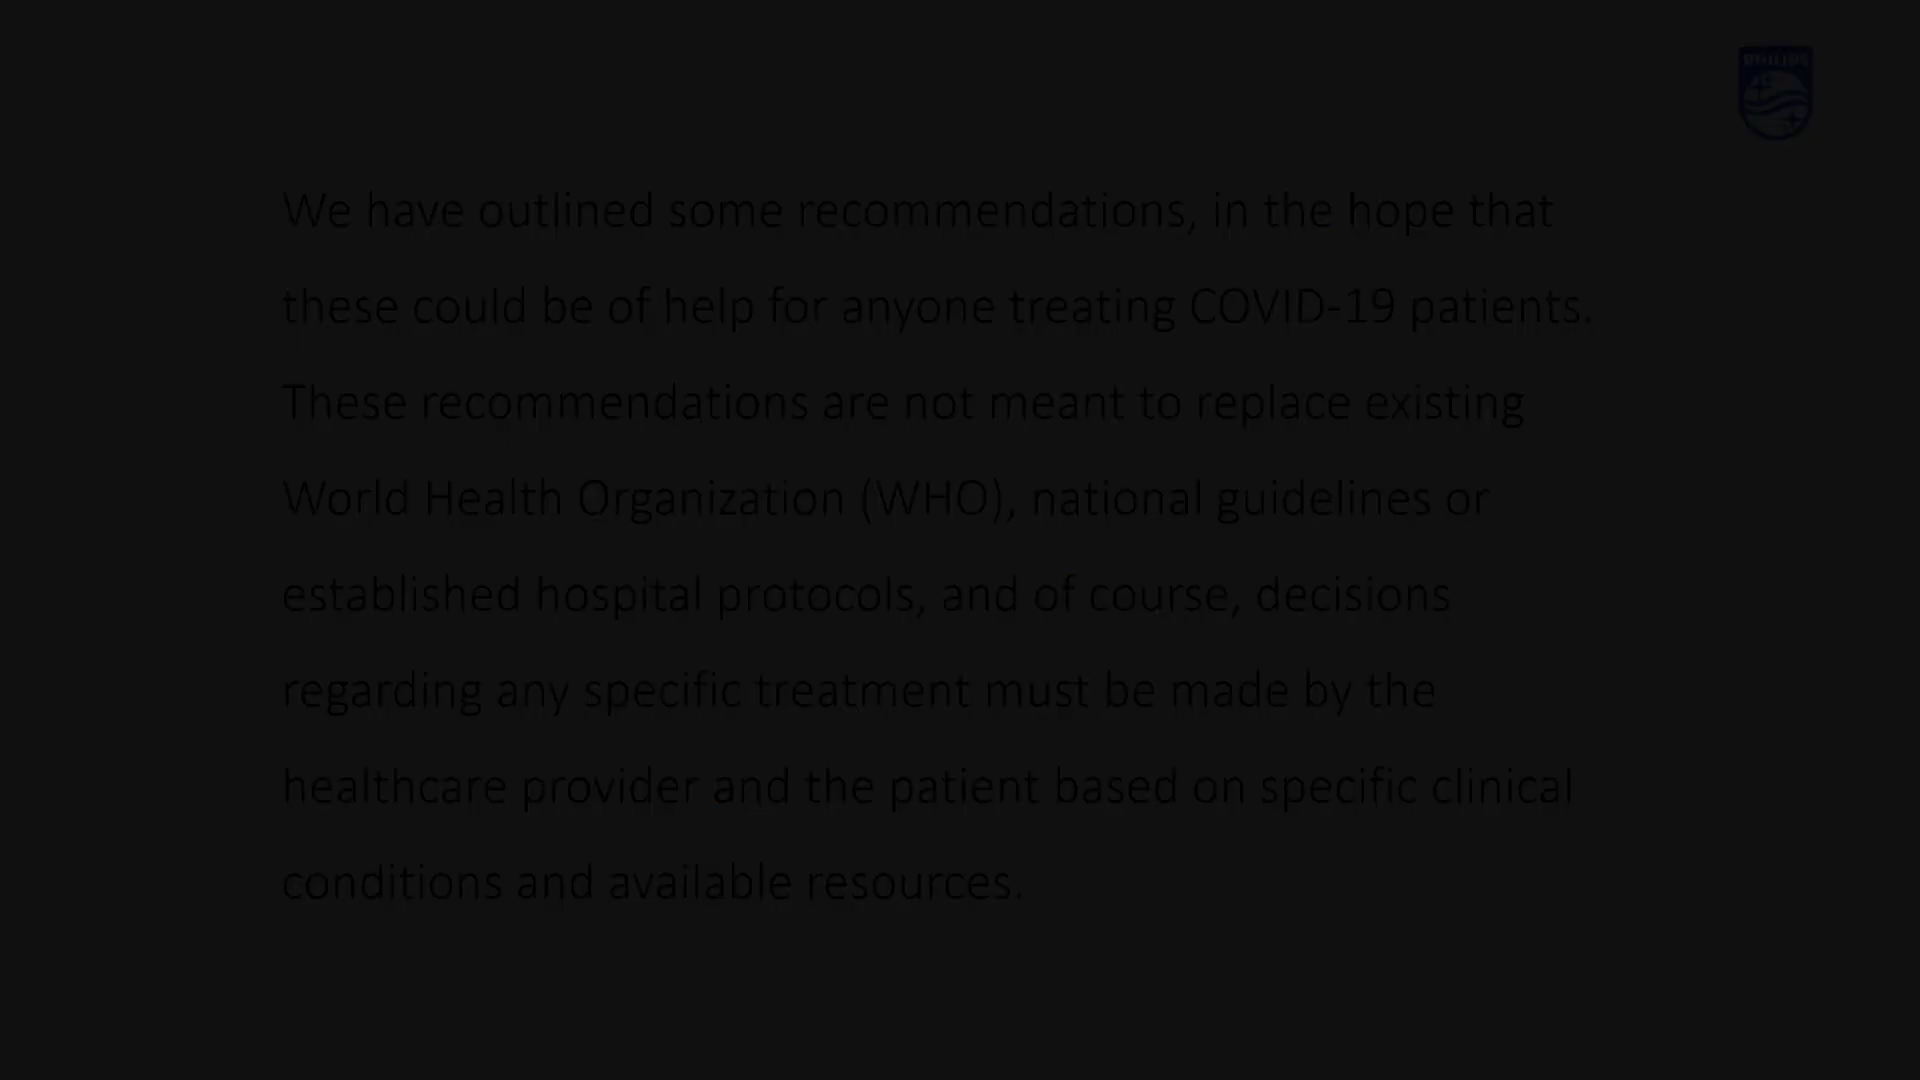 PHILIPS
We have outlined some recommendations, in the hope that
these could be of help for anyone treating COVID-19 patients.
These recommendations are not meant to replace existing
World Health Organization (WHO), national guidelines or
established hospital protocols, and of course, decisions
regarding any specific treatment must be made by the
healthcare provider and the patient based on specific clinical
conditions and available resources.